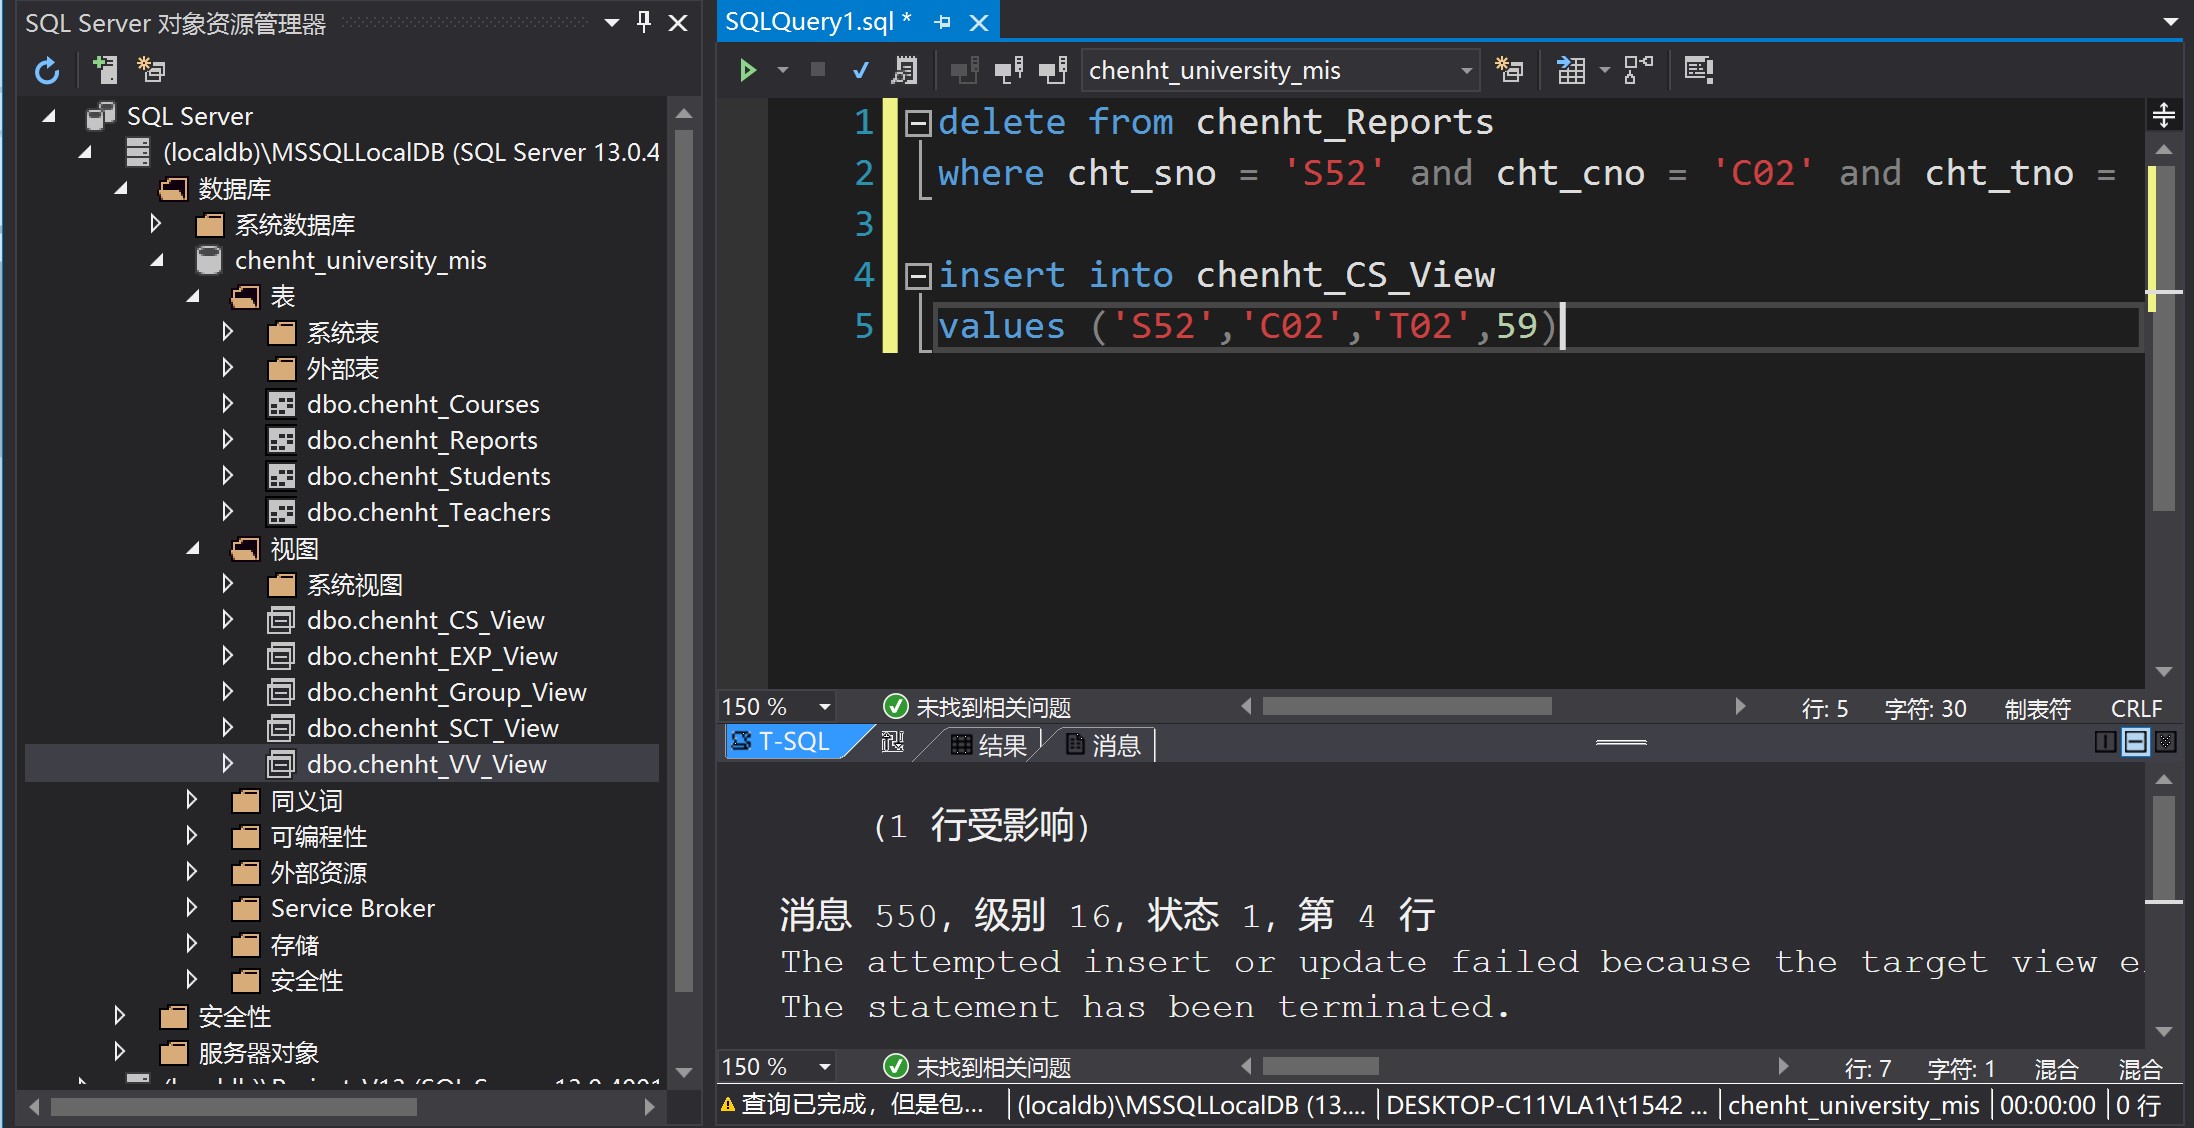 SQL Server 对象资源管理器
SQL Server
(localdb)\MSSQLLocalDB (SQL Server 13.0.4
数据库
系统数据库
chenht_university_mis
表
系统表
外部表
dbo.chenht_Courses
dbo.chenht_Reports
dbo.chenht_Students
dbo.chenht_Teachers
视图
系统视图
dbo.chenht_CS_View
dbo.chenht_EXP_View
dbo.chenht_Group_View
dbo.chenht_SCT_View
dbo.chenht_VV_View
同义词
可编程性
外部资源
Service Broker
存储
安全性
安全性
服务器对象
SQLQuery1.sql *
chenht_university_mis
1 delete from chenht_Reports
2 where cht_sno = 'S52' and cht_cno = 'C02' and cht_tno =
3
4 insert into chenht_CS_View
5 values ('S52','C02','T02',59)
150 % 未找到相关问题 行: 5 字符: 30 制表符 CRLF
T-SQL 结果 消息
(1 行受影响)
消息 550, 级别 16, 状态 1, 第 4 行
The attempted insert or update failed because the target view
The statement has been terminated.
150 % 未找到相关问题 行: 7 字符: 1 混合 混合
查询已完成，但是包... (localdb)\MSSQLLocalDB (13.... DESKTOP-C11VLA1\t1542 ... chenht_university_mis 00:00:00 0 行